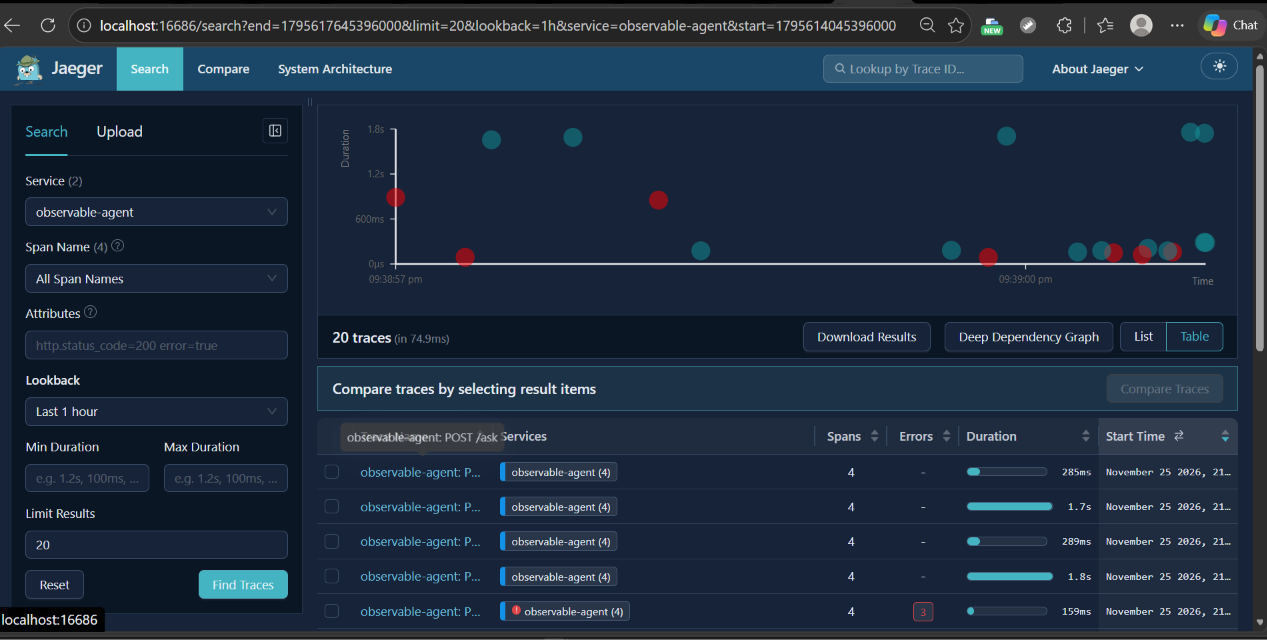 localhost:16686/search?end=1795617645396000&limit=20&lookback=1h&service=observable-agent&start=1795614045396000
NEW
Chat
Jaeger
Search
Compare
System Architecture
Lookup by Trace ID...
About Jaeger
Search
Upload
Service (2)
observable-agent
Span Name (4)
All Span Names
Attributes
http.status_code=200 error=true
Lookback
Last 1 hour
Min Duration
Max Duration
e.g. 1.2s, 100ms, ...
e.g. 1.2s, 100ms, ...
Limit Results
20
Reset
Find Traces
localhost:16686
Duration
1.8s
1.2s
600ms
0μs
09:38:57 pm
09:39:00 pm
Time
20 traces (in 74.9ms)
Download Results
Deep Dependency Graph
List
Table
Compare traces by selecting result items
Compare Traces
observable-agent: POST /ask
Services
Spans
Errors
Duration
Start Time
observable-agent: P... observable-agent (4) 4 - 285ms November 25 2026, 21...
observable-agent: P... observable-agent (4) 4 - 1.7s November 25 2026, 21...
observable-agent: P... observable-agent (4) 4 - 289ms November 25 2026, 21...
observable-agent: P... observable-agent (4) 4 - 1.8s November 25 2026, 21...
observable-agent: P... observable-agent (4) 4 3 159ms November 25 2026, 21...